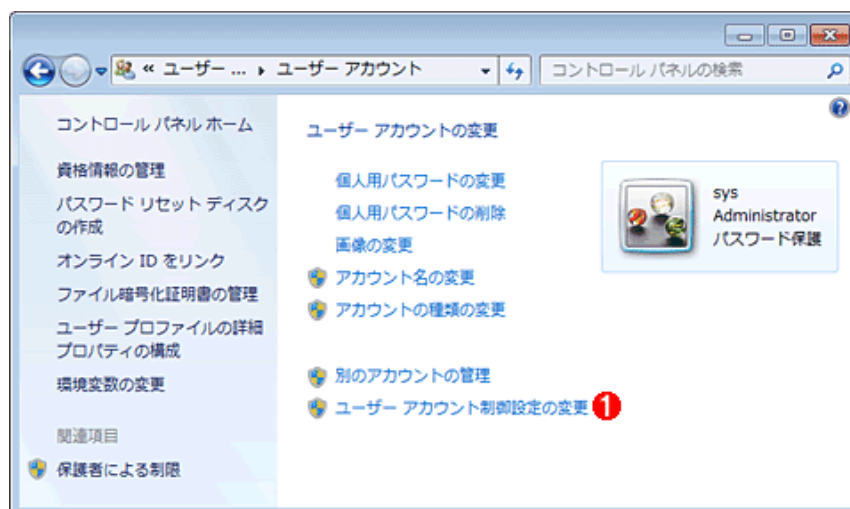 « ユーザー ... ▸ ユーザー アカウント
コントロール パネルの検索
コントロール パネル ホーム
資格情報の管理
パスワード リセット ディスク
の作成
オンライン ID をリンク
ファイル暗号化証明書の管理
ユーザー プロファイルの詳細
プロパティの構成
環境変数の変更
関連項目
保護者による制限
ユーザー アカウントの変更
個人用パスワードの変更
個人用パスワードの削除
画像の変更
アカウント名の変更
アカウントの種類の変更
別のアカウントの管理
ユーザー アカウント制御設定の変更 1
sys
Administrator
パスワード保護